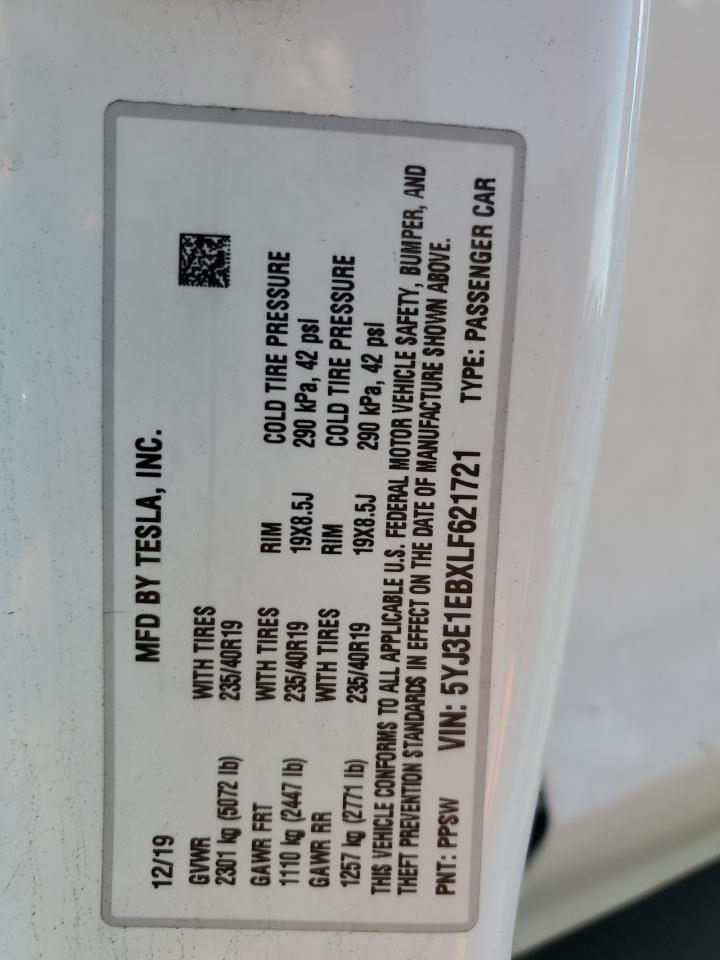 12/19 MFD BY TESLA, INC.
GVWR WITH TIRES
2301 kg (5072 lb) 235/40R19
GAWR FRT WITH TIRES RIM COLD TIRE PRESSURE
1110 kg (2447 lb) 235/40R19 19X8.5J 290 kPa, 42 psi
GAWR RR WITH TIRES RIM COLD TIRE PRESSURE
1257 kg (2771 lb) 235/40R19 19X8.5J 290 kPa, 42 psi
THIS VEHICLE CONFORMS TO ALL APPLICABLE U.S. FEDERAL MOTOR VEHICLE SAFETY, BUMPER, AND
THEFT PREVENTION STANDARDS IN EFFECT ON THE DATE OF MANUFACTURE SHOWN ABOVE.
PNT: PPSW VIN: 5YJ3E1EBXLF621721 TYPE: PASSENGER CAR